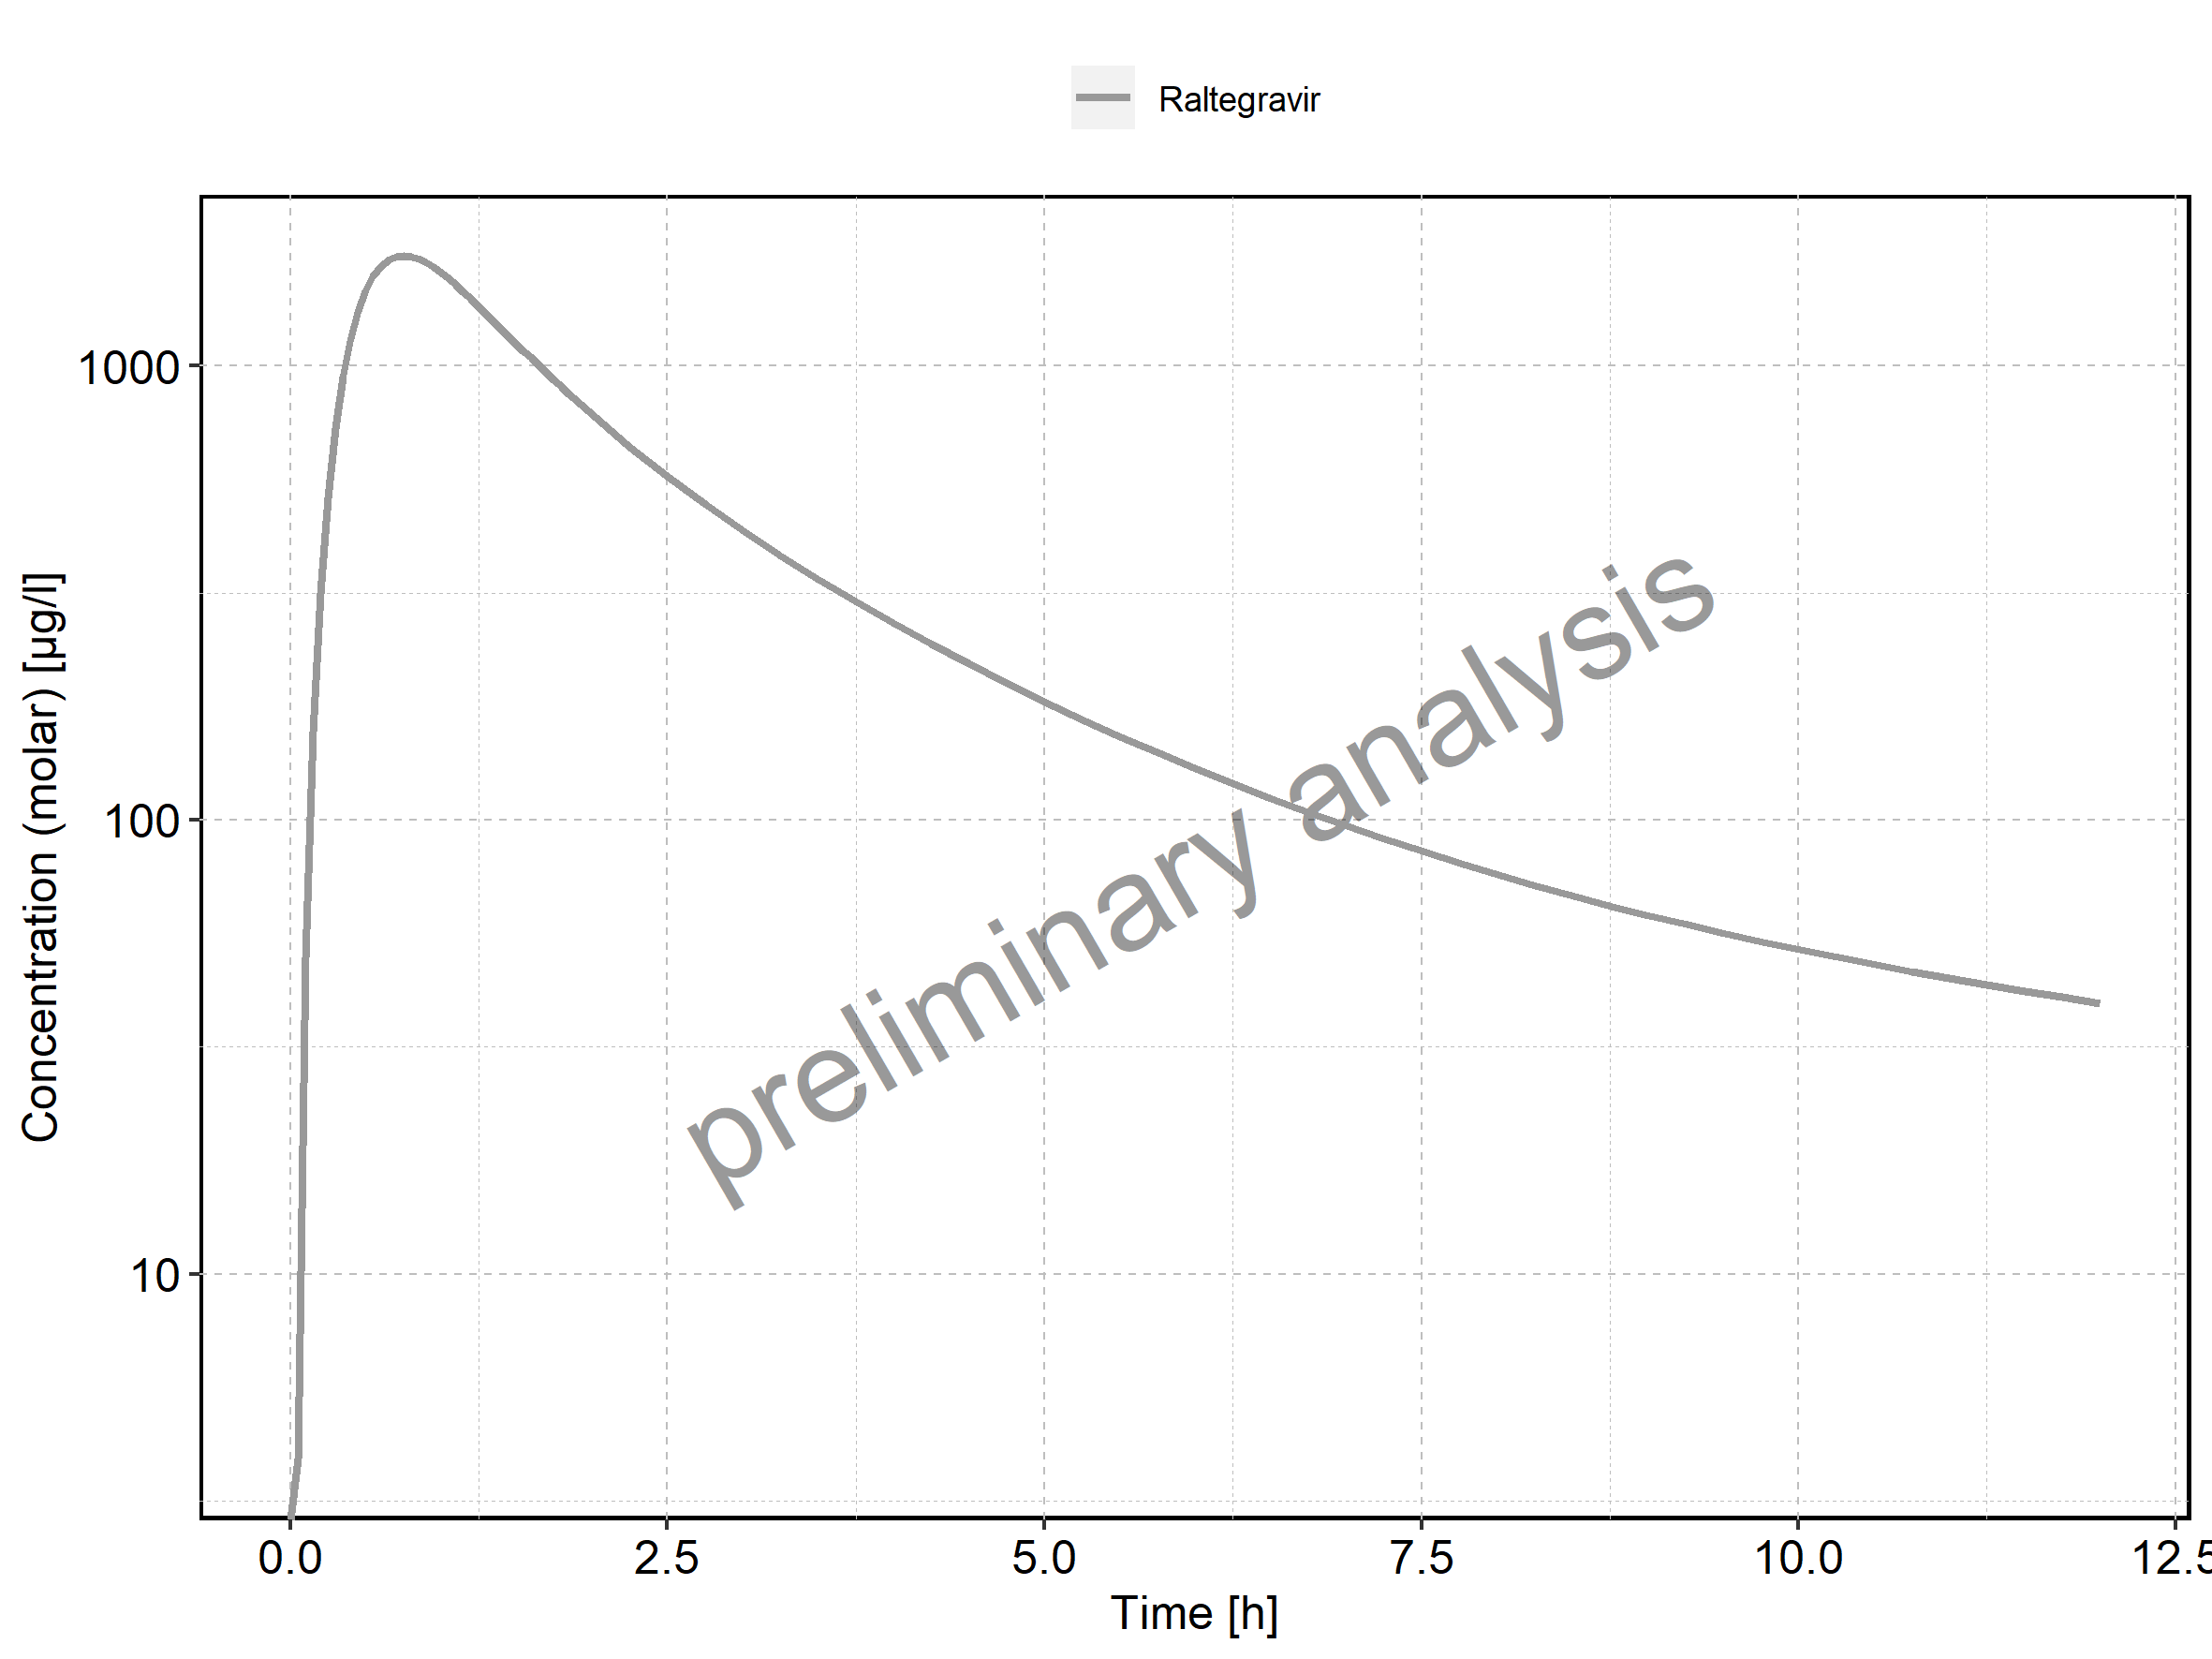 Raltegravir
Concentration (molar) [µg/l]
1000
100
10
preliminary analysis
0.0 2.5 5.0 7.5 10.0 12.5
Time [h]